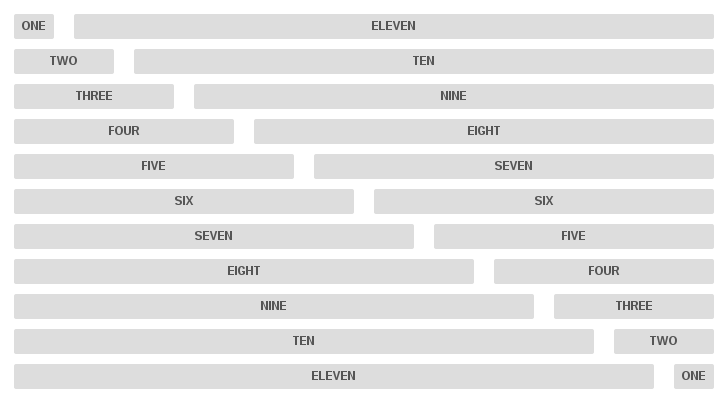 ONE ELEVEN
TWO TEN
THREE NINE
FOUR EIGHT
FIVE SEVEN
SIX SIX
SEVEN FIVE
EIGHT FOUR
NINE THREE
TEN TWO
ELEVEN ONE